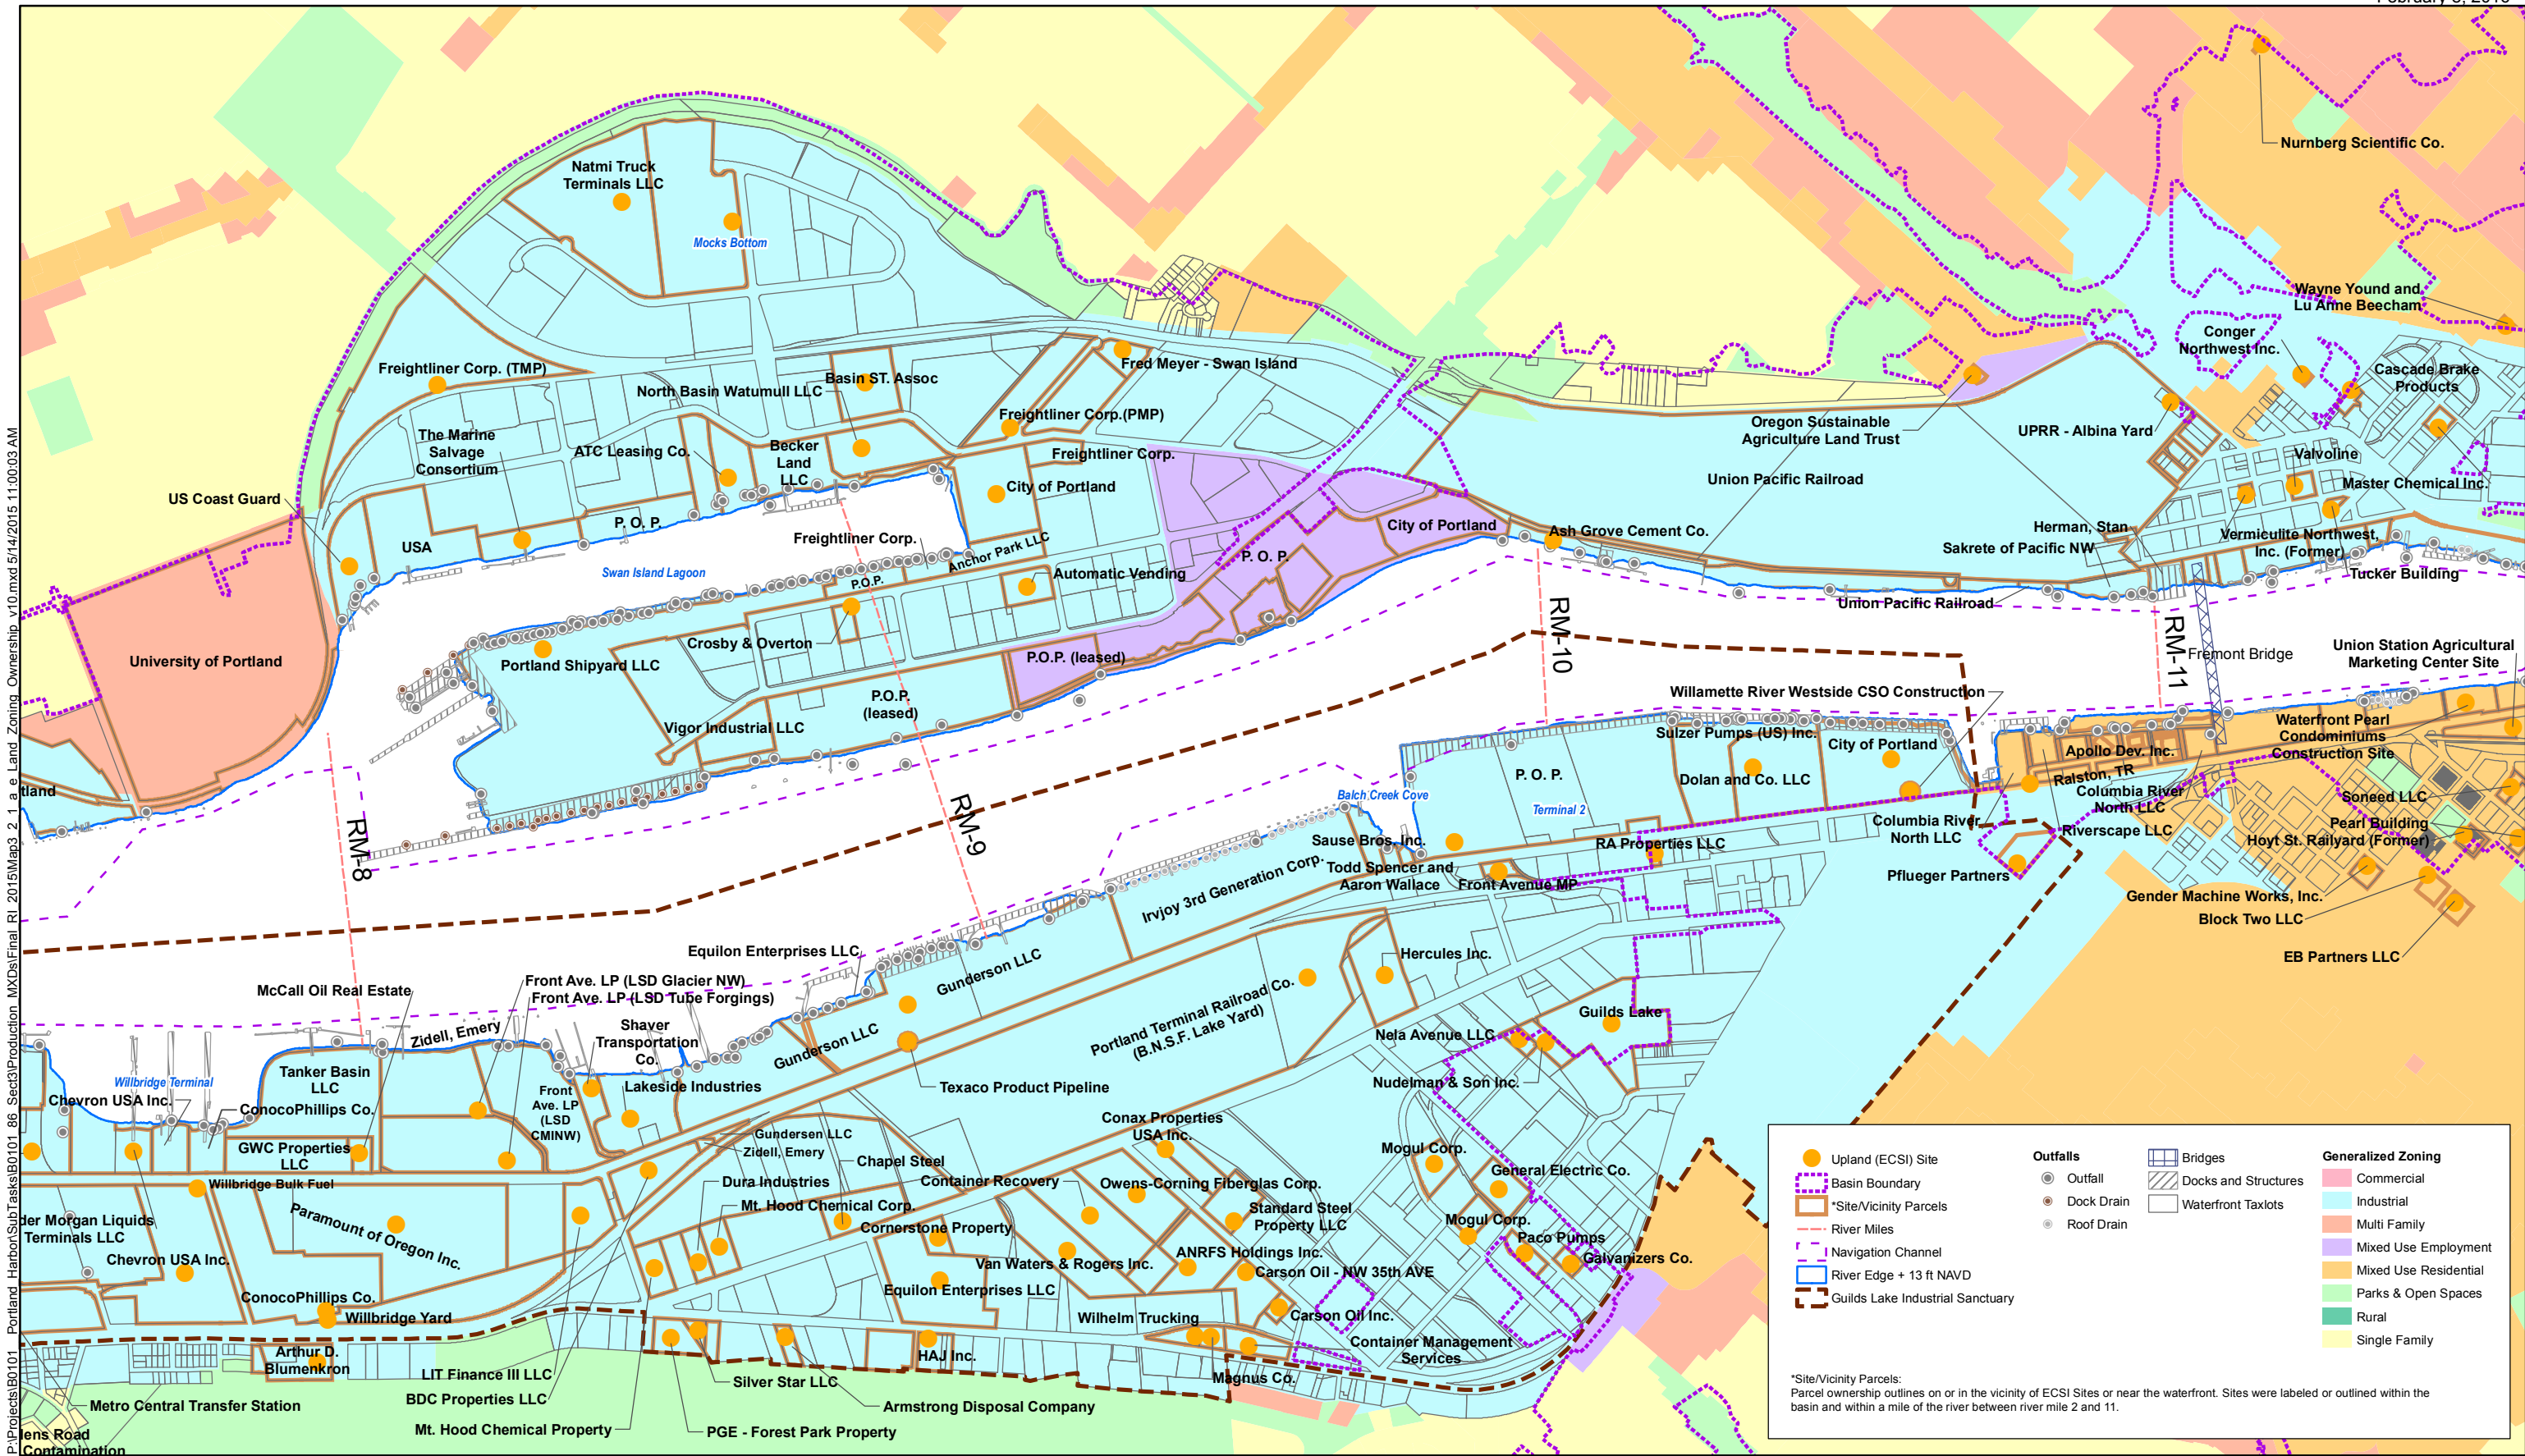 Nurnberg Scientific Co.
Natmi Truck
Terminals LLC
Mocks Bottom
Wayne Yound and
Lu Anne Beecham
Conger
Northwest Inc.
Freightliner Corp. (TMP)
Fred Meyer - Swan Island
Basin ST. Assoc
North Basin Watumull LLC
Cascade Brake
Products
Freightliner Corp.(PMP)
Oregon Sustainable
Agriculture Land Trust
UPRR - Albina Yard
The Marine
Salvage
Consortium
ATC Leasing Co.
Becker
Land
LLC
Freightliner Corp.
Valvoline
City of Portland
Union Pacific Railroad
Master Chemical Inc.
US Coast Guard
P. O. P.
City of Portland
Ash Grove Cement Co.
Herman, Stan
Vermiculite Northwest,
Inc. (Former)
USA
Freightliner Corp.
Anchor Park LLC
Sakrete of Pacific NW
P. O. P.
Swan Island Lagoon
P.O.P.
Automatic Vending
Tucker Building
Union Pacific Railroad
RM-10
RM-11
Crosby & Overton
University of Portland
Portland Shipyard LLC
P.O.P. (leased)
Fremont Bridge
Union Station Agricultural
Marketing Center Site
P.O.P.
(leased)
Willamette River Westside CSO Construction
Vigor Industrial LLC
Sulzer Pumps (US) Inc.
City of Portland
Waterfront Pearl
Condominiums
Construction Site
Apollo Dev. Inc.
P. O. P.
Dolan and Co. LLC
Ralston, TR
tland
Balch Creek Cove
Terminal 2
Columbia River
North LLC
Soneed LLC
RM-8
RM-9
Columbia River
North LLC
Riverscape LLC
Pearl Building
Hoyt St. Railyard (Former)
Sause Bros. Inc.
RA Properties LLC
Todd Spencer and
Aaron Wallace
Front Avenue MP
Pflueger Partners
Irvjoy 3rd Generation Corp.
Gender Machine Works, Inc.
Block Two LLC
Equilon Enterprises LLC
Hercules Inc.
EB Partners LLC
Gunderson LLC
Front Ave. LP (LSD Glacier NW)
Front Ave. LP (LSD Tube Forgings)
McCall Oil Real Estate
Portland Terminal Railroad Co.
(B.N.S.F. Lake Yard)
Guilds Lake
Zidell, Emery
Shaver
Transportation
Co.
Gunderson LLC
Nela Avenue LLC
Tanker Basin
LLC
Willbridge Terminal
Lakeside Industries
Texaco Product Pipeline
Nudelman & Son Inc.
Chevron USA Inc.
ConocoPhillips Co.
Front
Ave. LP
(LSD
CMINW)
Conax Properties
USA Inc.
Gundersen LLC
Zidell, Emery
GWC Properties
LLC
Chapel Steel
Mogul Corp.
General Electric Co.
Willbridge Bulk Fuel
Dura Industries
Container Recovery
Owens-Corning Fiberglas Corp.
Mt. Hood Chemical Corp.
Standard Steel
Property LLC
der Morgan Liquids
Terminals LLC
Paramount of Oregon Inc.
Cornerstone Property
Mogul Corp.
Paco Pumps
Chevron USA Inc.
Van Waters & Rogers Inc.
ANRFS Holdings Inc.
Galvanizers Co.
Carson Oil - NW 35th AVE
ConocoPhillips Co.
Equilon Enterprises LLC
Willbridge Yard
Wilhelm Trucking
Carson Oil Inc.
Arthur D.
Blumenkron
HAJ Inc.
Container Management
Services
LIT Finance III LLC
Silver Star LLC
Magnus Co.
BDC Properties LLC
Metro Central Transfer Station
Armstrong Disposal Company
Mt. Hood Chemical Property
PGE - Forest Park Property
lens Road
Contamination
Upland (ECSI) Site
Basin Boundary
*Site/Vicinity Parcels
River Miles
Navigation Channel
River Edge + 13 ft NAVD
Guilds Lake Industrial Sanctuary
Outfalls
Outfall
Dock Drain
Roof Drain
Bridges
Docks and Structures
Waterfront Taxlots
Generalized Zoning
Commercial
Industrial
Multi Family
Mixed Use Employment
Mixed Use Residential
Parks & Open Spaces
Rural
Single Family
*Site/Vicinity Parcels:
Parcel ownership outlines on or in the vicinity of ECSI Sites or near the waterfront. Sites were labeled or outlined within the
basin and within a mile of the river between river mile 2 and 11.